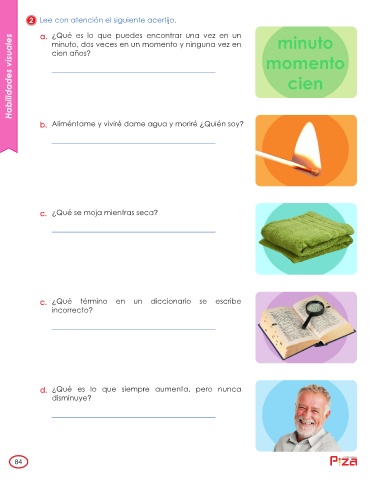 Habilidades visuales
2 Lee con atención el siguiente acertijo.
a. ¿Qué es lo que puedes encontrar una vez en un
minuto, dos veces en un momento y ninguna vez en
cien años?
minuto
momento
cien
b. Aliméntame y viviré dame agua y moriré ¿Quién soy?
c. ¿Qué se moja mientras seca?
c. ¿Qué término en un diccionario se escribe
incorrecto?
d. ¿Qué es lo que siempre aumenta, pero nunca
disminuye?
84